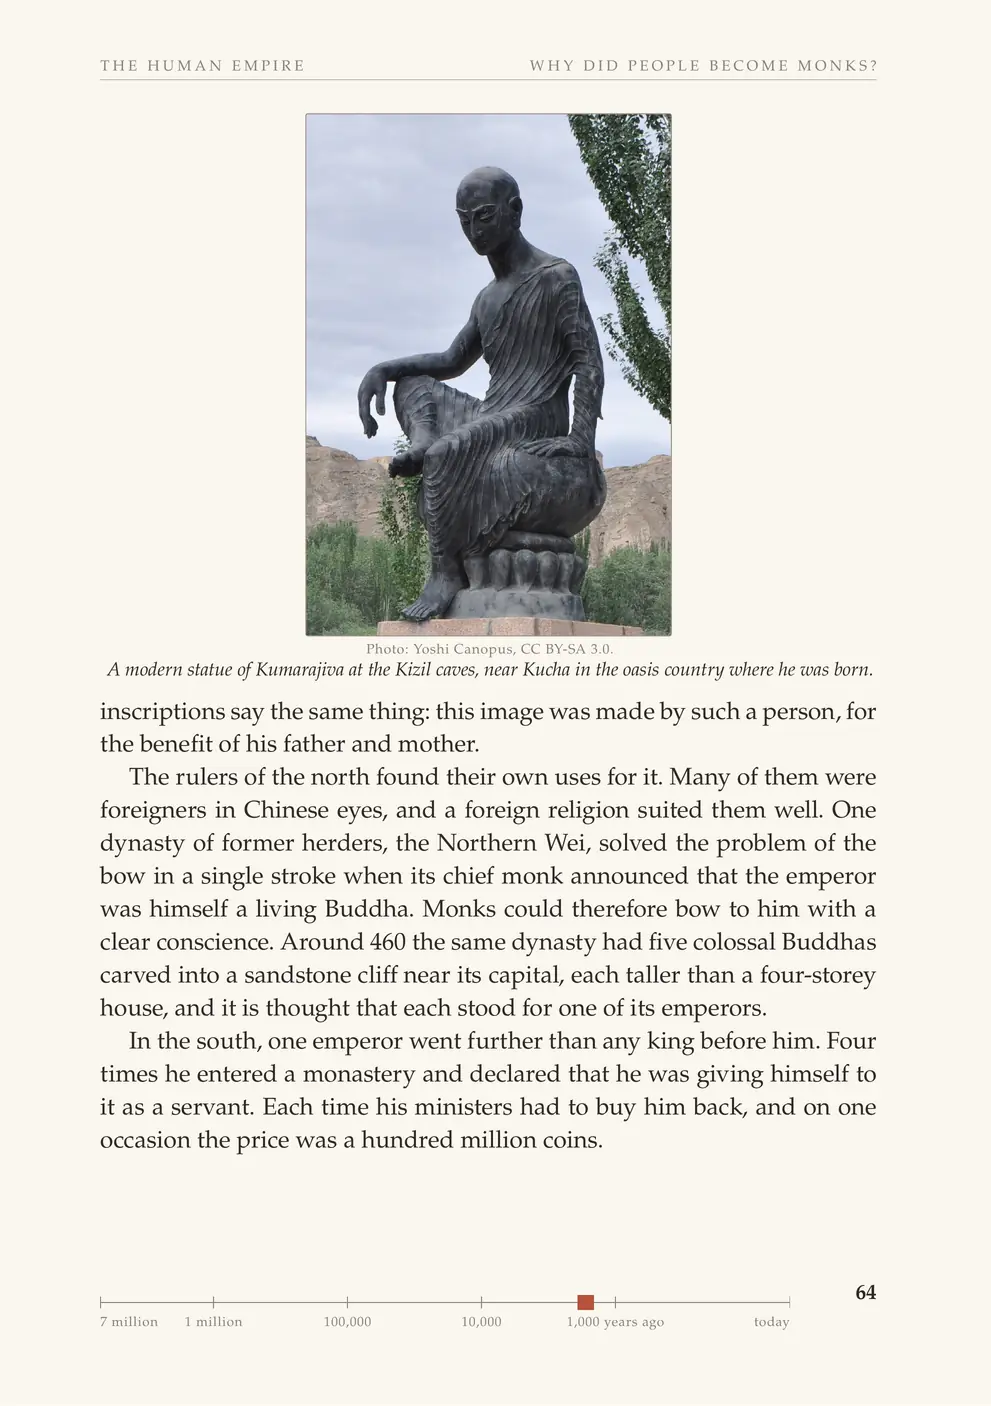 THE HUMAN EMPIRE
WHY DID PEOPLE BECOME MONKS?
Photo: Yoshi Canopus, CC BY-SA 3.0.
A modern statue of Kumarajiva at the Kizil caves, near Kucha in the oasis country where he was born.
inscriptions say the same thing: this image was made by such a person, for
the benefit of his father and mother.
The rulers of the north found their own uses for it. Many of them were
foreigners in Chinese eyes, and a foreign religion suited them well. One
dynasty of former herders, the Northern Wei, solved the problem of the
bow in a single stroke when its chief monk announced that the emperor
was himself a living Buddha. Monks could therefore bow to him with a
clear conscience. Around 460 the same dynasty had five colossal Buddhas
carved into a sandstone cliff near its capital, each taller than a four-storey
house, and it is thought that each stood for one of its emperors.
In the south, one emperor went further than any king before him. Four
times he entered a monastery and declared that he was giving himself to
it as a servant. Each time his ministers had to buy him back, and on one
occasion the price was a hundred million coins.
64
7 million
1 million
100,000
10,000
1,000 years ago
today